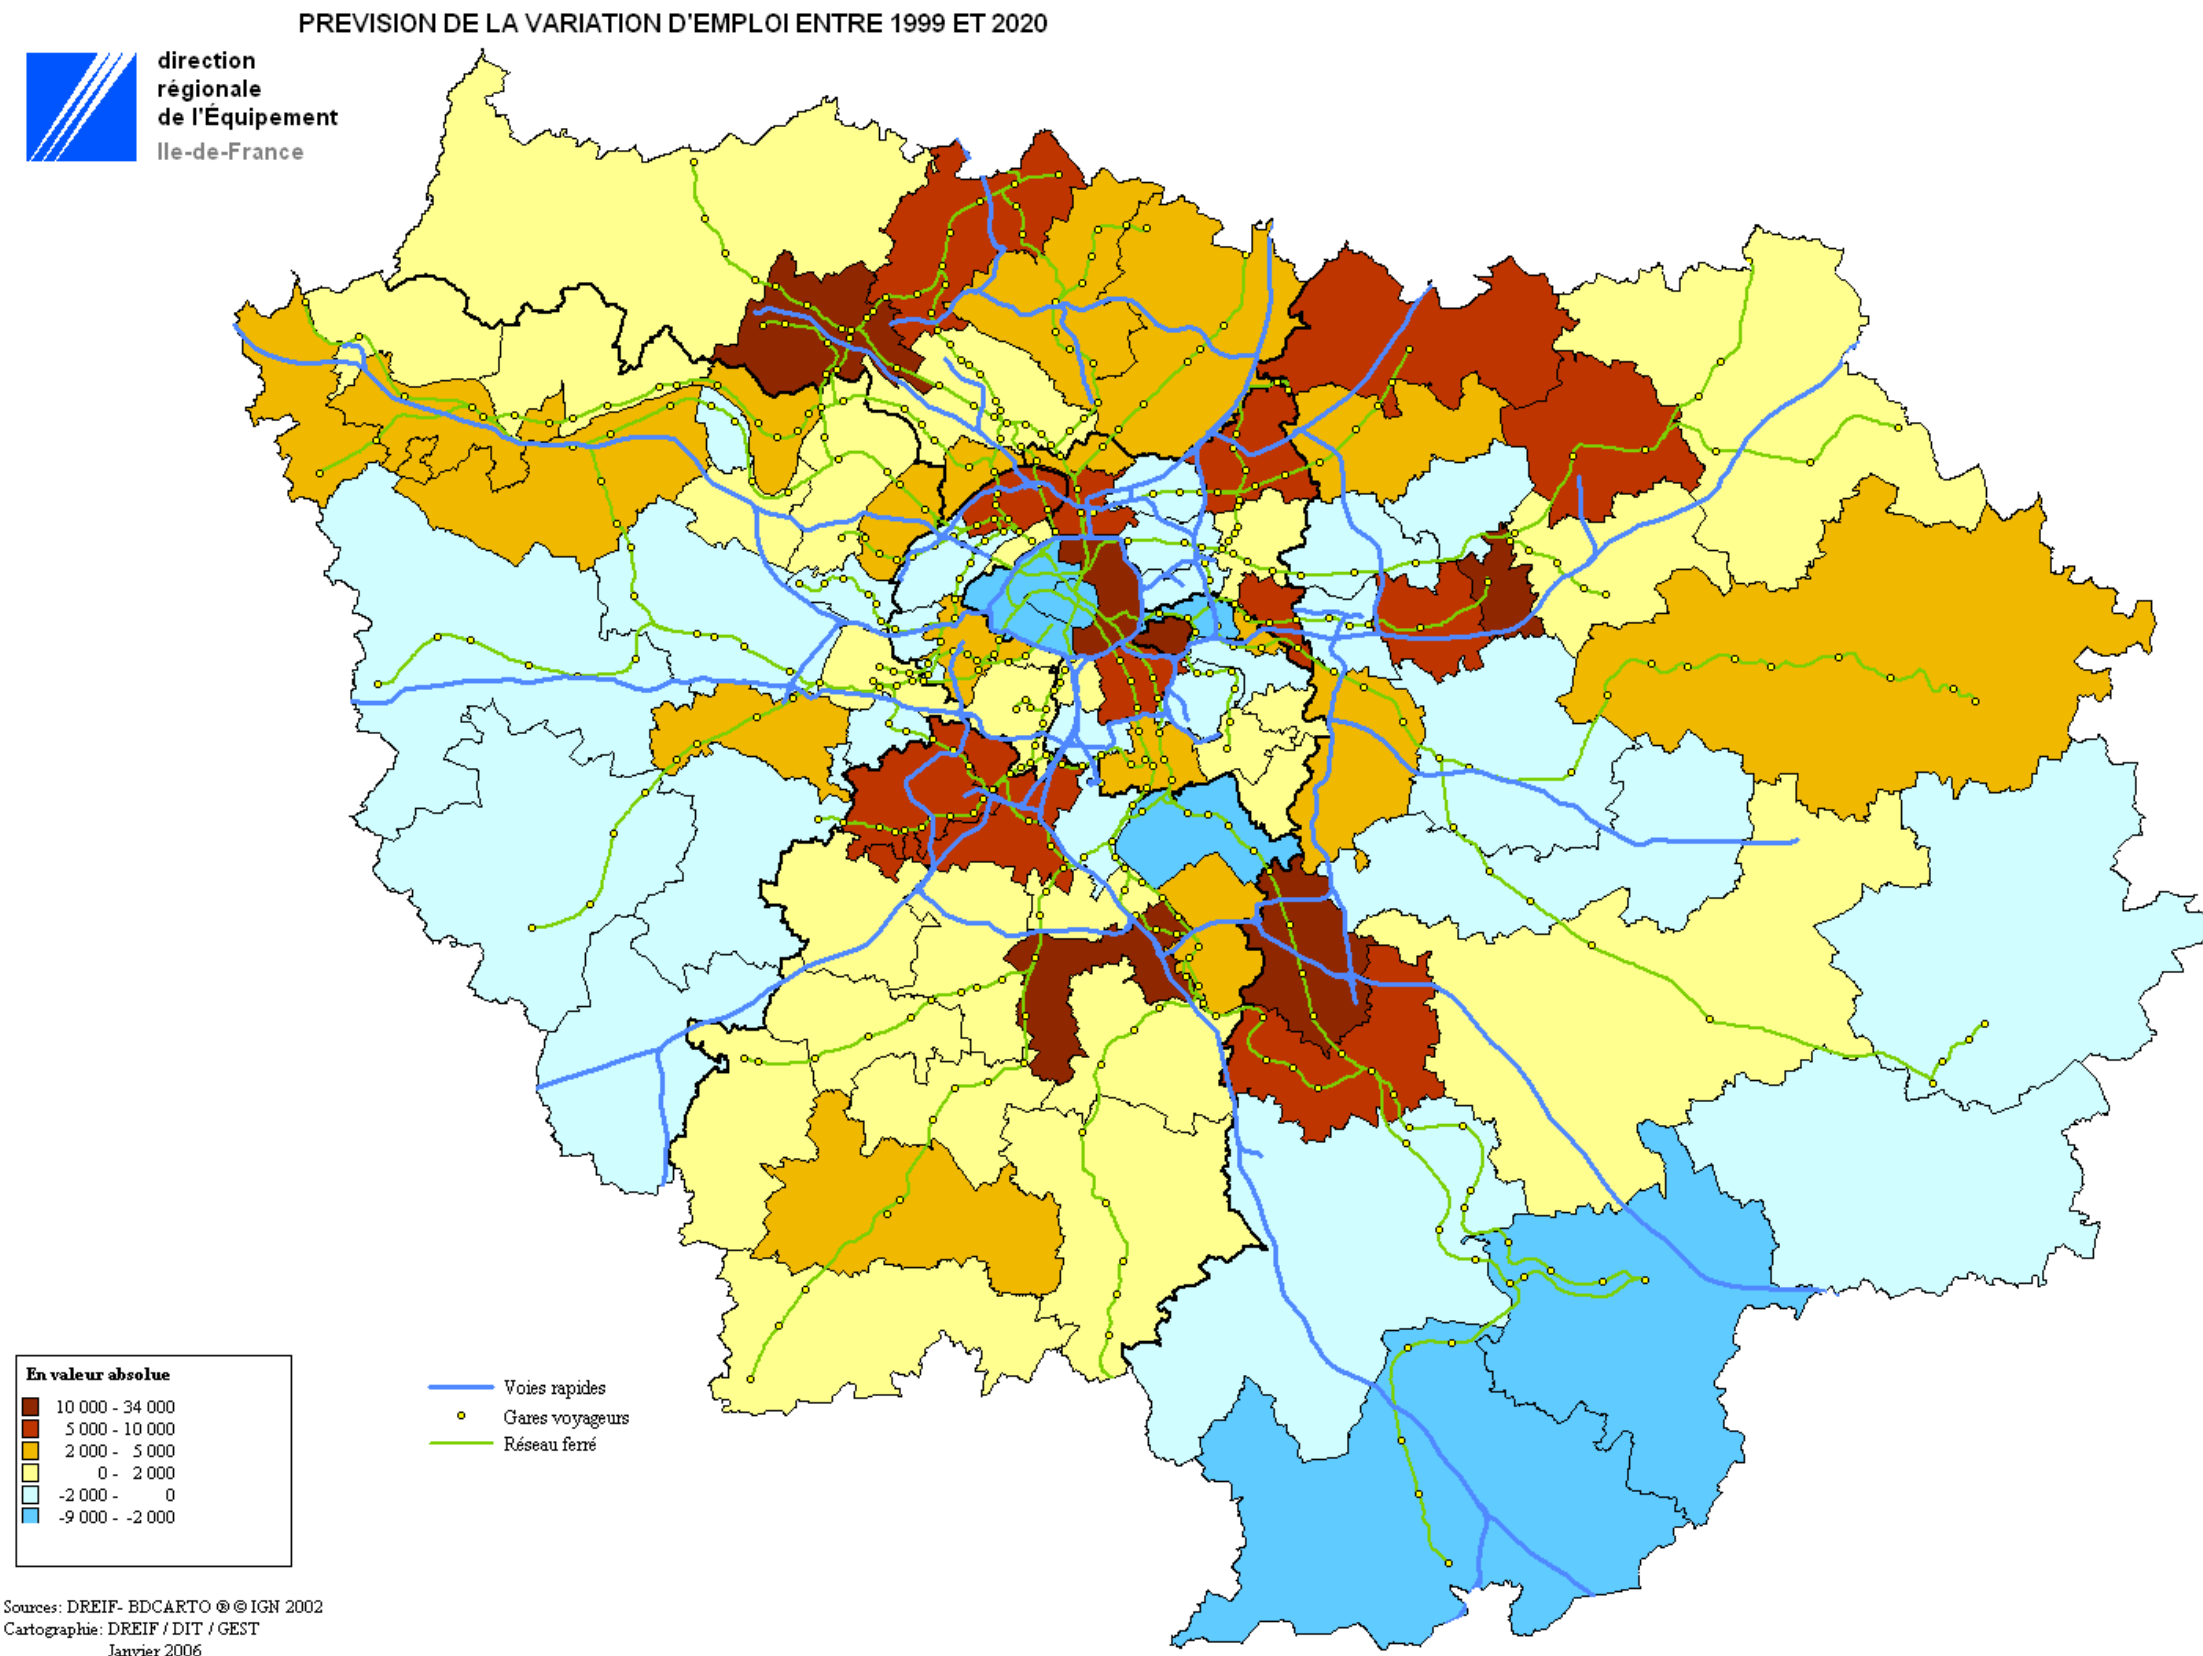 PREVISION DE LA VARIATION D'EMPLOI ENTRE 1999 ET 2020
direction
régionale
de l'Équipement
Ile-de-France
En valeur absolue
10 000 - 34 000
5 000 - 10 000
2 000 - 5 000
0 - 2 000
-2 000 - 0
-9 000 - -2 000
Voies rapides
Gares voyageurs
Réseau ferré
Sources: DREIF- BDCARTO ® © IGN 2002
Cartographie: DREIF / DIT / GEST
Janvier 2006